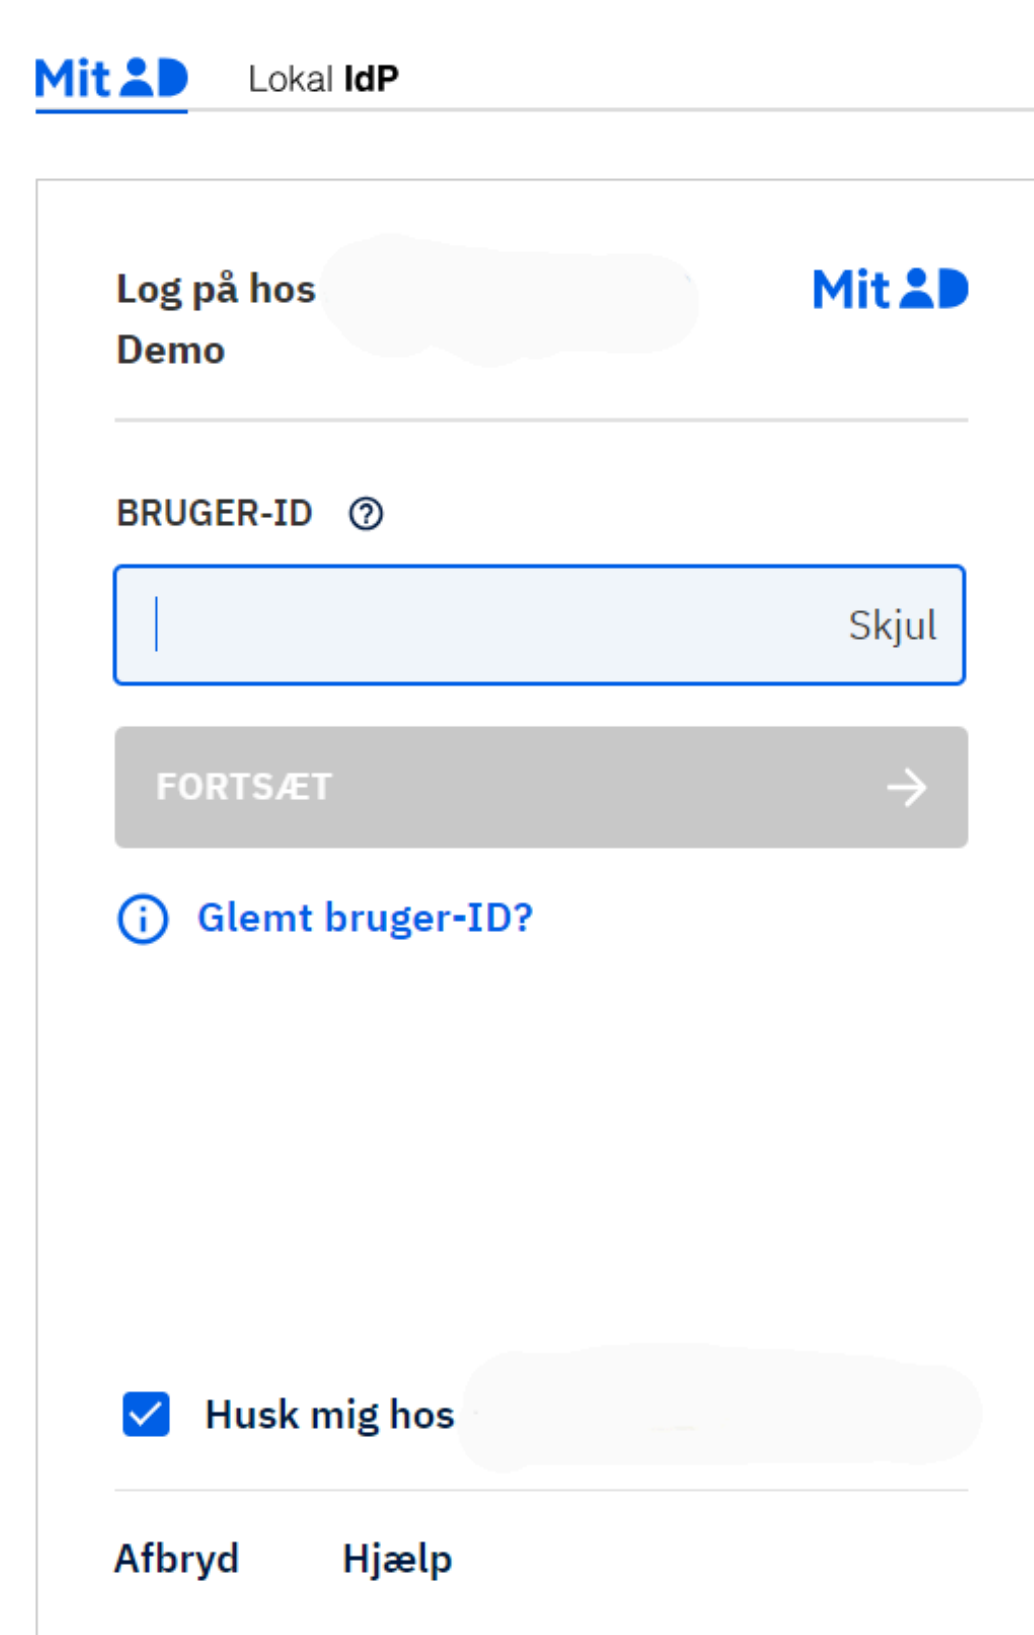 MitID Lokal IdP
Log på hos MitID
Demo
BRUGER-ID ?
Skjul
FORTSÆT →
i Glemt bruger-ID?
Husk mig hos
Afbryd Hjælp